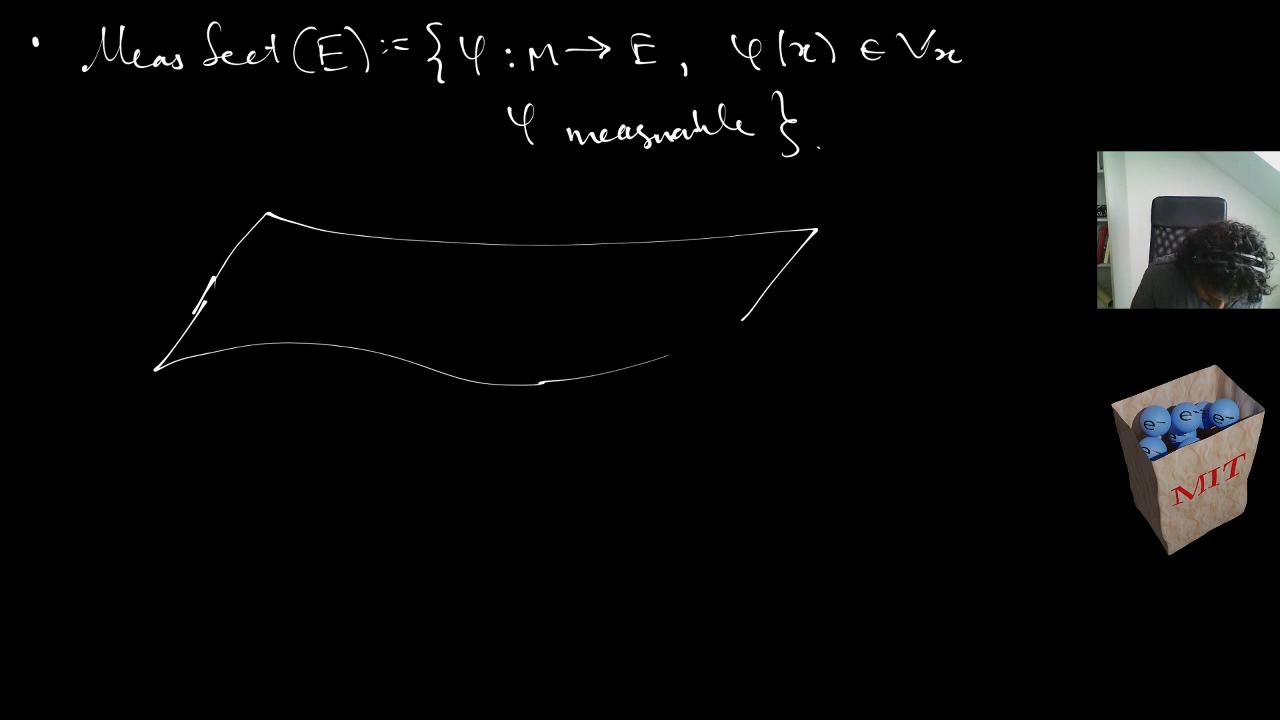 • Meas Sect(E) := {Ψ : M → E, Ψ(x) ∈ Vx
Ψ measurable}.
e⁻ e⁻ e⁻
e⁻ e⁻
MIT